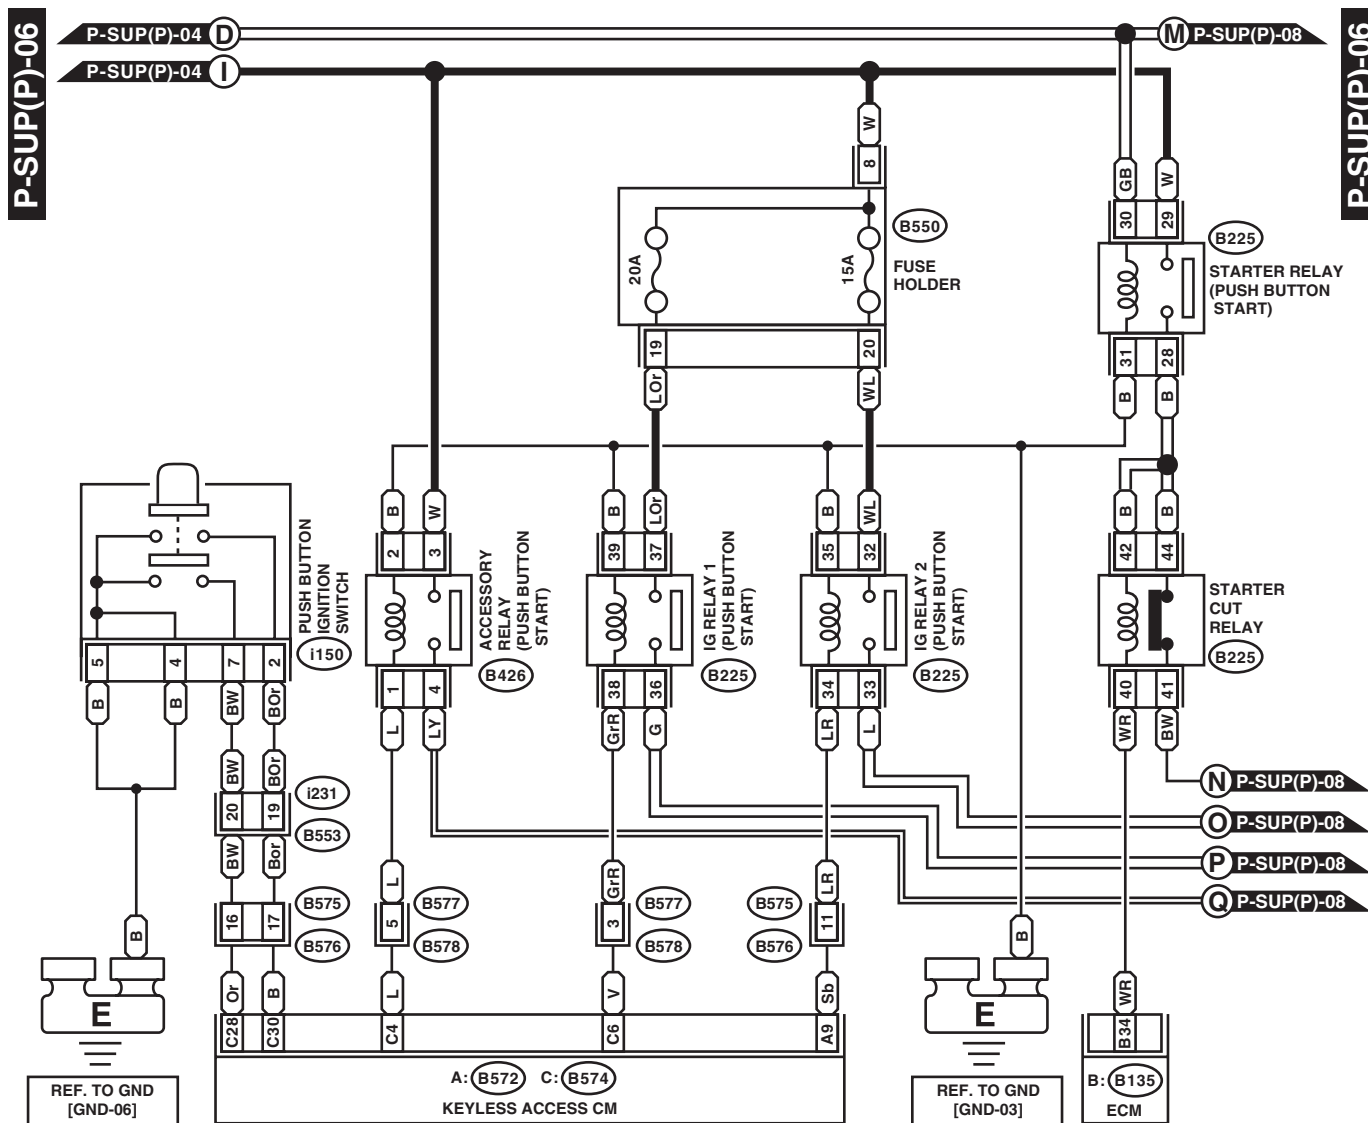 P-SUP(P)-06
P-SUP(P)-04 D
M P-SUP(P)-08
P-SUP(P)-06
P-SUP(P)-04 I
W
8
GB
W
30
29
B550
FUSE
HOLDER
20A
15A
B225
STARTER RELAY
(PUSH BUTTON
START)
19
20
31
28
LOr
WL
B
B
B
W
B
LOr
B
WL
B
B
2
3
39
37
35
32
42
44
PUSH BUTTON
IGNITION
SWITCH
i150
ACCESSORY
RELAY
(PUSH BUTTON
START)
B426
IG RELAY 1
(PUSH BUTTON
START)
B225
IG RELAY 2
(PUSH BUTTON
START)
B225
STARTER
CUT
RELAY
B225
5
4
7
2
1
4
38
36
34
33
40
41
B
B
BW
BOr
L
LY
GrR
G
LR
L
WR
BW
BW
BOr
N P-SUP(P)-08
i231
20
19
O P-SUP(P)-08
B553
BW
Bor
P P-SUP(P)-08
L
GrR
LR
Q P-SUP(P)-08
B575
B577
B577
B575
16
17
5
3
11
B
B576
B578
B578
B576
B
Or
B
L
V
Sb
WR
E
C28
C30
C4
C6
A9
E
B34
REF. TO GND
[GND-06]
A: B572 C: B574
KEYLESS ACCESS CM
REF. TO GND
[GND-03]
B: B135
ECM